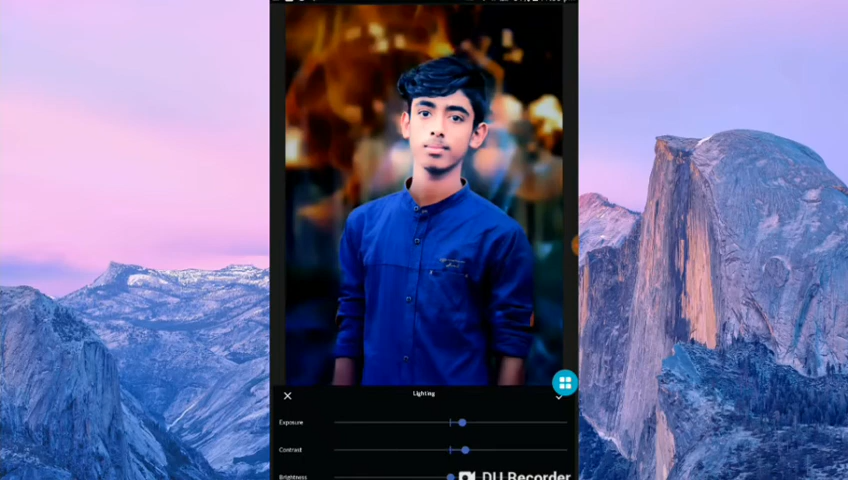 Lighting
Exposure
Contrast
Brightness
DU Recorder